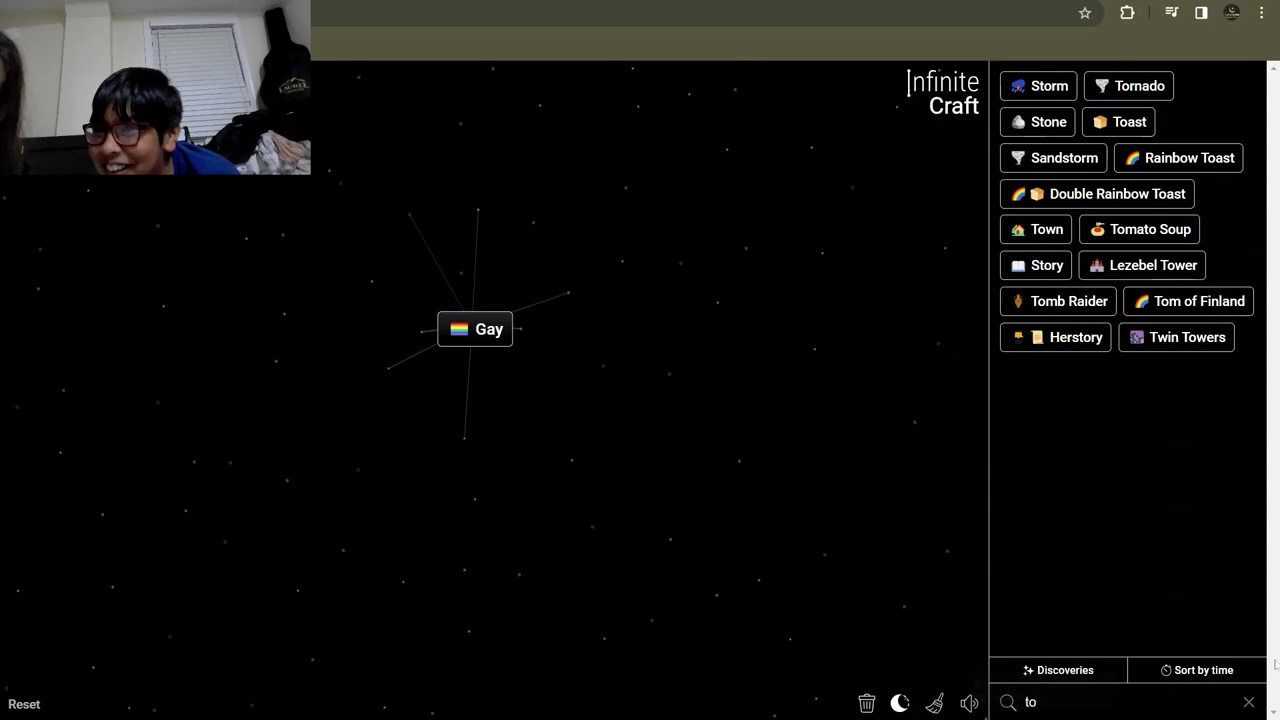 Infinite
Craft
Storm
Tornado
Stone
Toast
Sandstorm
Rainbow Toast
Double Rainbow Toast
Town
Tomato Soup
Story
Lezebel Tower
Tomb Raider
Tom of Finland
Herstory
Twin Towers
Gay
Discoveries
Sort by time
to
Reset